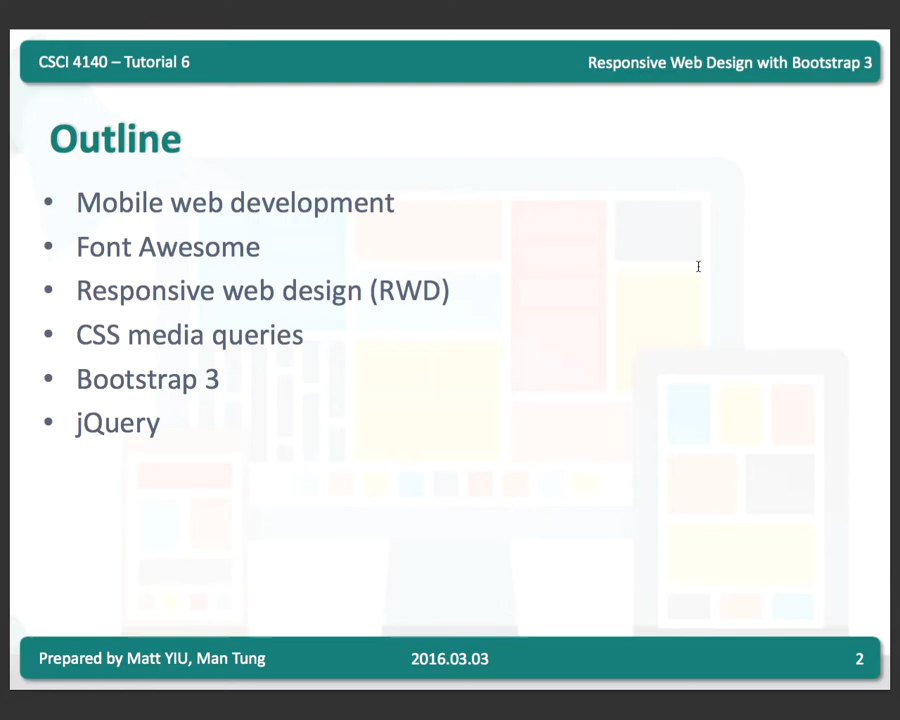 CSCI 4140 – Tutorial 6
Responsive Web Design with Bootstrap 3
Outline
• Mobile web development
• Font Awesome
• Responsive web design (RWD)
• CSS media queries
• Bootstrap 3
• jQuery
Prepared by Matt YIU, Man Tung
2016.03.03
2